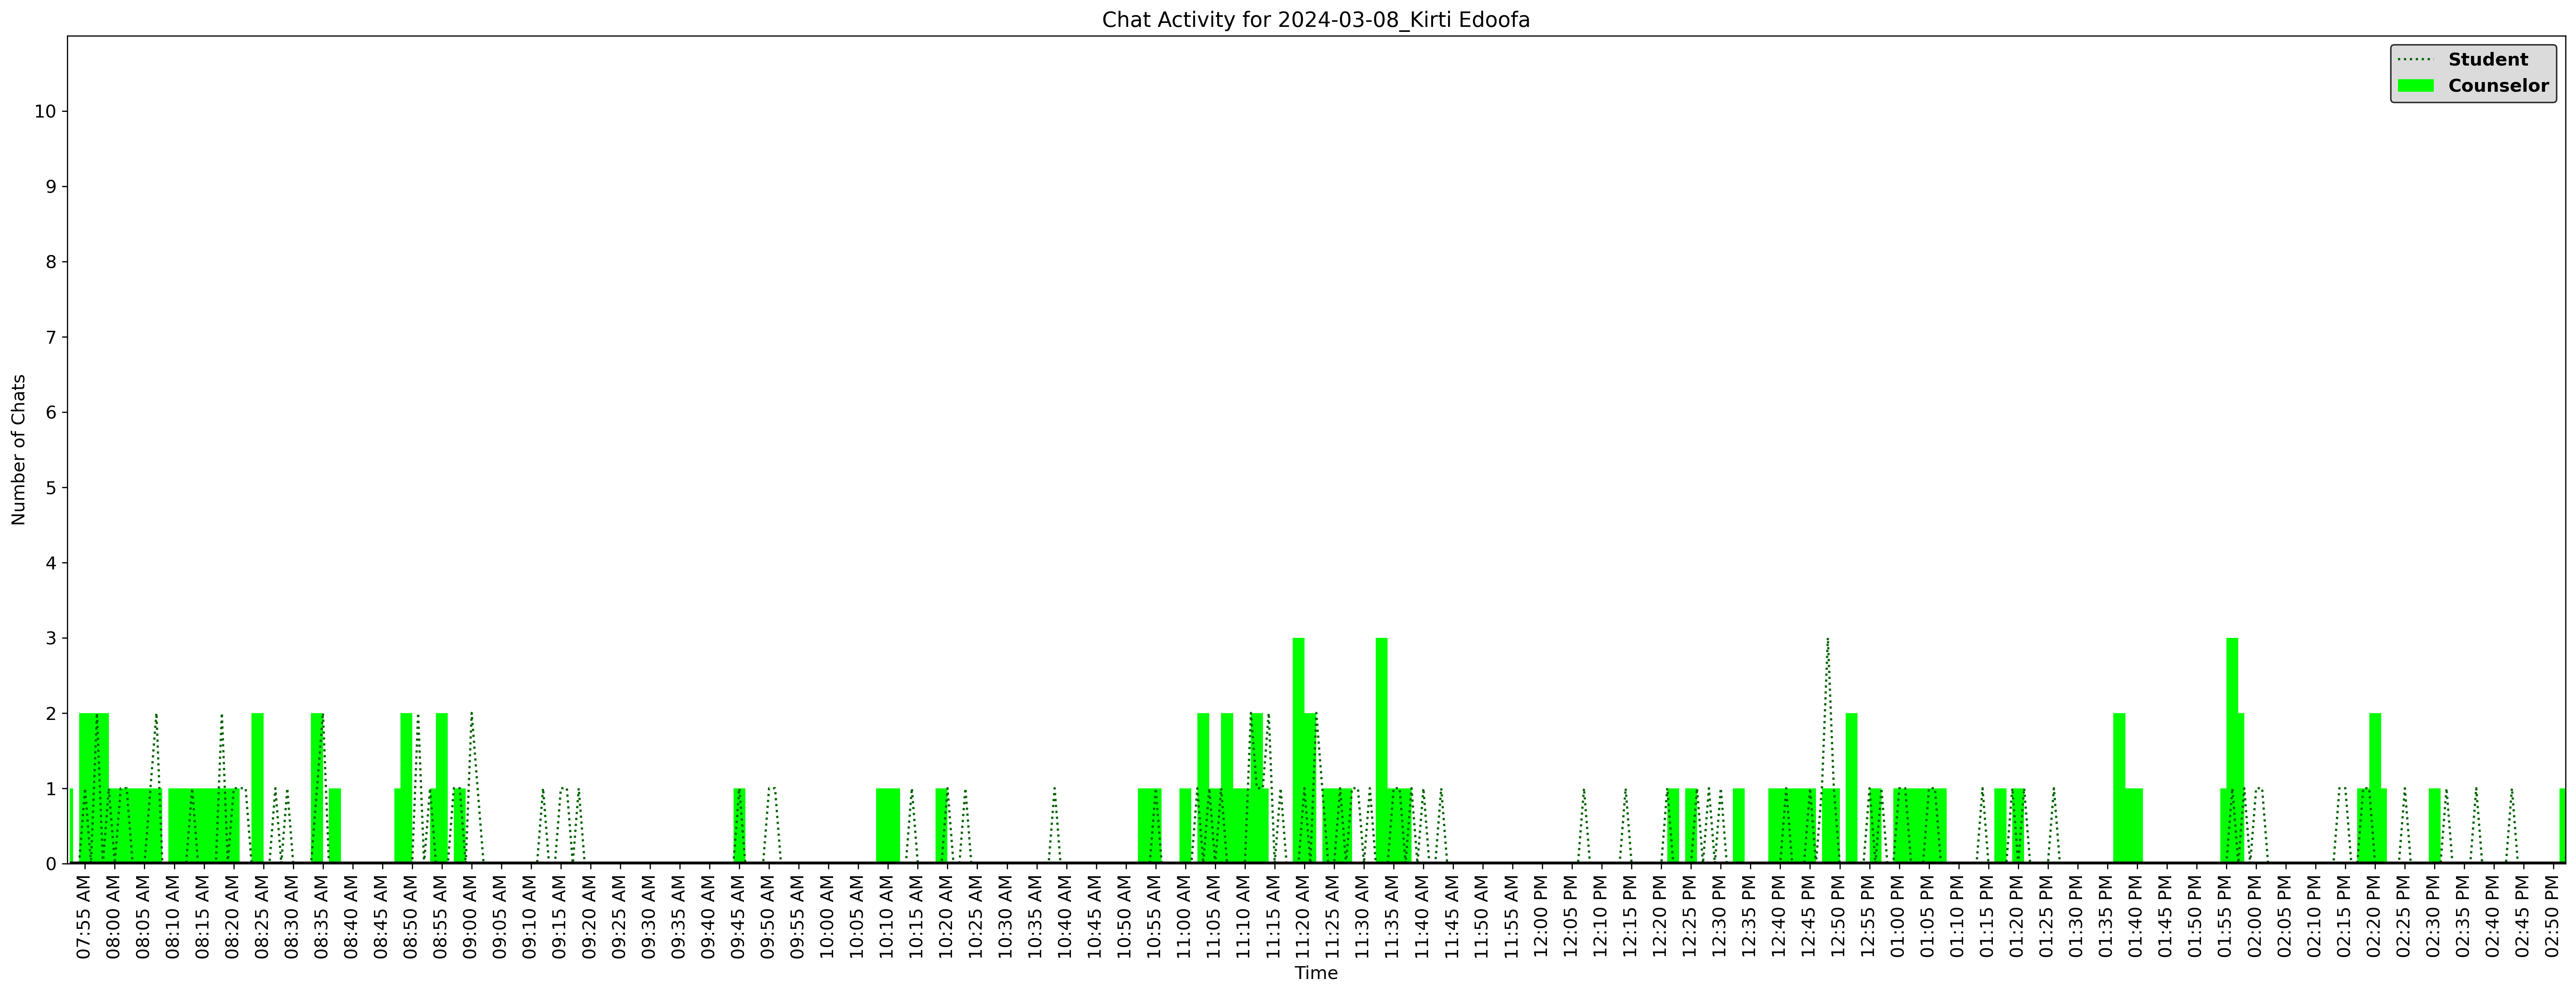 Chat Activity for 2024-03-08_Kirti Edoofa
Student
Counselor
Number of Chats
10
9
8
7
6
5
4
3
2
1
0
07:55 AM
08:00 AM
08:05 AM
08:10 AM
08:15 AM
08:20 AM
08:25 AM
08:30 AM
08:35 AM
08:40 AM
08:45 AM
08:50 AM
08:55 AM
09:00 AM
09:05 AM
09:10 AM
09:15 AM
09:20 AM
09:25 AM
09:30 AM
09:35 AM
09:40 AM
09:45 AM
09:50 AM
09:55 AM
10:00 AM
10:05 AM
10:10 AM
10:15 AM
10:20 AM
10:25 AM
10:30 AM
10:35 AM
10:40 AM
10:45 AM
10:50 AM
10:55 AM
11:00 AM
11:05 AM
11:10 AM
11:15 AM
11:20 AM
11:25 AM
11:30 AM
11:35 AM
11:40 AM
11:45 AM
11:50 AM
11:55 AM
12:00 PM
12:05 PM
12:10 PM
12:15 PM
12:20 PM
12:25 PM
12:30 PM
12:35 PM
12:40 PM
12:45 PM
12:50 PM
12:55 PM
01:00 PM
01:05 PM
01:10 PM
01:15 PM
01:20 PM
01:25 PM
01:30 PM
01:35 PM
01:40 PM
01:45 PM
01:50 PM
01:55 PM
02:00 PM
02:05 PM
02:10 PM
02:15 PM
02:20 PM
02:25 PM
02:30 PM
02:35 PM
02:40 PM
02:45 PM
02:50 PM
Time